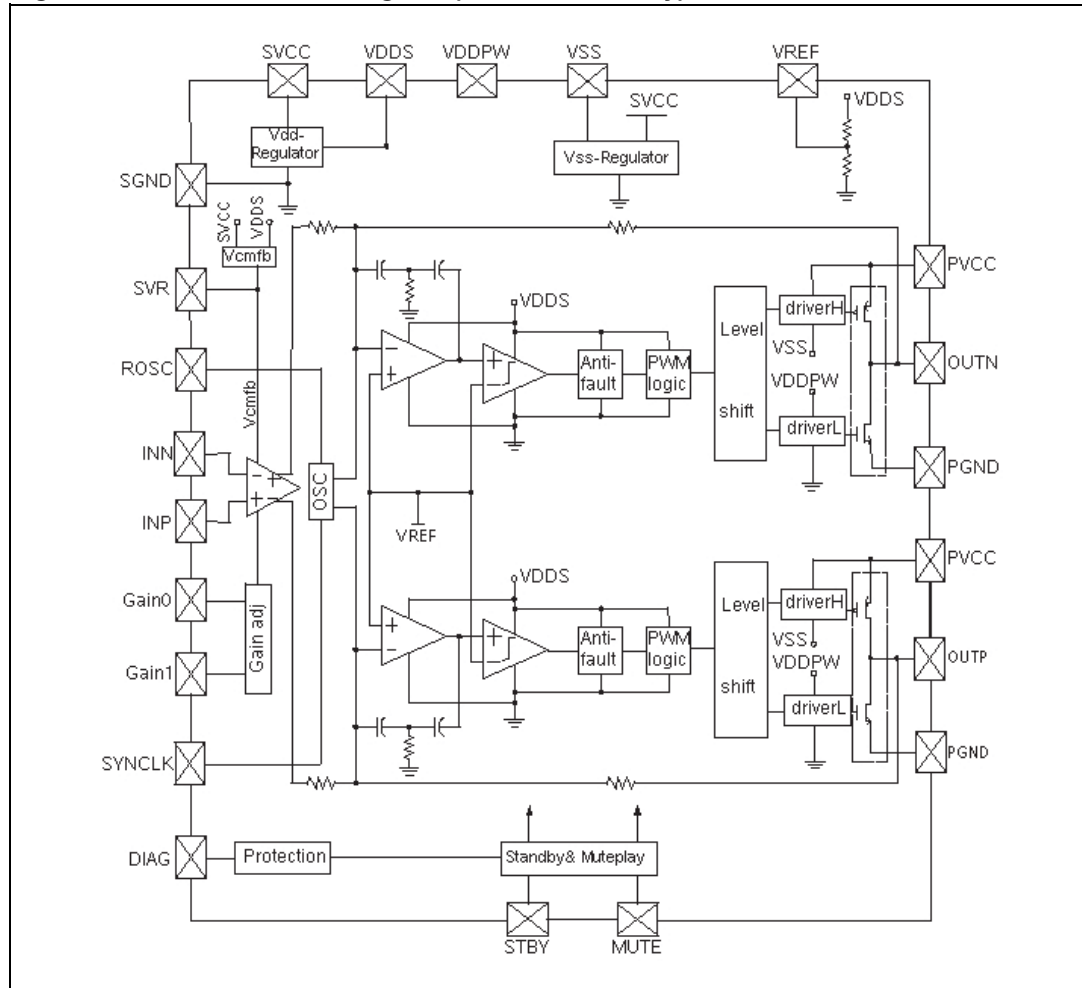 SVCC VDDS VDDPW VSS VREF
SVCC
VDDS
Vdd-
Regulator
Vss-Regulator
SGND
SVCC
VDDS
Vcmfb
SVR
PVCC
VDDS
driverH
Level
shift
VSS
VDDPW
driverL
ROSC
OUTN
Anti-
fault
PWM
logic
Vcmfb
INN
PGND
OSC
INP
VREF
PVCC
VDDS
Gain0
Gain adj
driverH
Level
shift
VSS
VDDPW
driverL
Anti-
fault
PWM
logic
OUTP
Gain1
SYNCLK
PGND
DIAG
Protection
Standby& Muteplay
STBY
MUTE